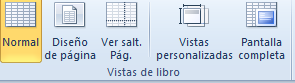 Normal
Diseño
de página
Ver salt.
Pág.
Vistas
personalizadas
Pantalla
completa
Vistas de libro